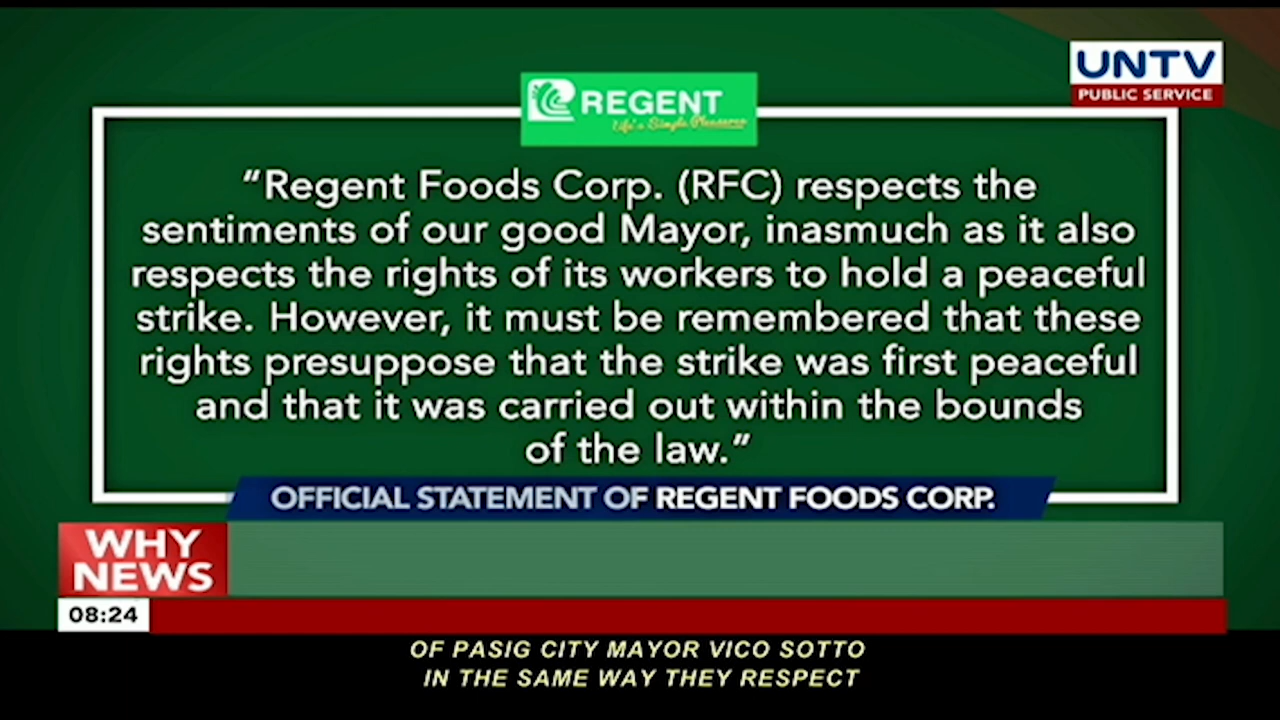 UNTV
PUBLIC SERVICE
REGENT
Life's Simple Pleasures
“Regent Foods Corp. (RFC) respects the
sentiments of our good Mayor, inasmuch as it also
respects the rights of its workers to hold a peaceful
strike. However, it must be remembered that these
rights presuppose that the strike was first peaceful
and that it was carried out within the bounds
of the law.”
OFFICIAL STATEMENT OF REGENT FOODS CORP.
WHY
NEWS
08:24
OF PASIG CITY MAYOR VICO SOTTO
IN THE SAME WAY THEY RESPECT